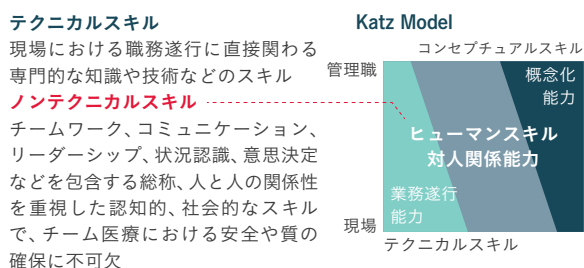 テクニカルスキル
現場における職務遂行に直接関わる
専門的な知識や技術などのスキル
ノンテクニカルスキル
チームワーク、コミュニケーション、
リーダーシップ、状況認識、意思決定
などを包含する総称、人と人の関係性
を重視した認知的、社会的なスキル
で、チーム医療における安全や質の
確保に不可欠
Katz Model
コンセプチュアルスキル
管理職
概念化
能力
ヒューマンスキル
対人関係能力
業務遂行
能力
現場
テクニカルスキル